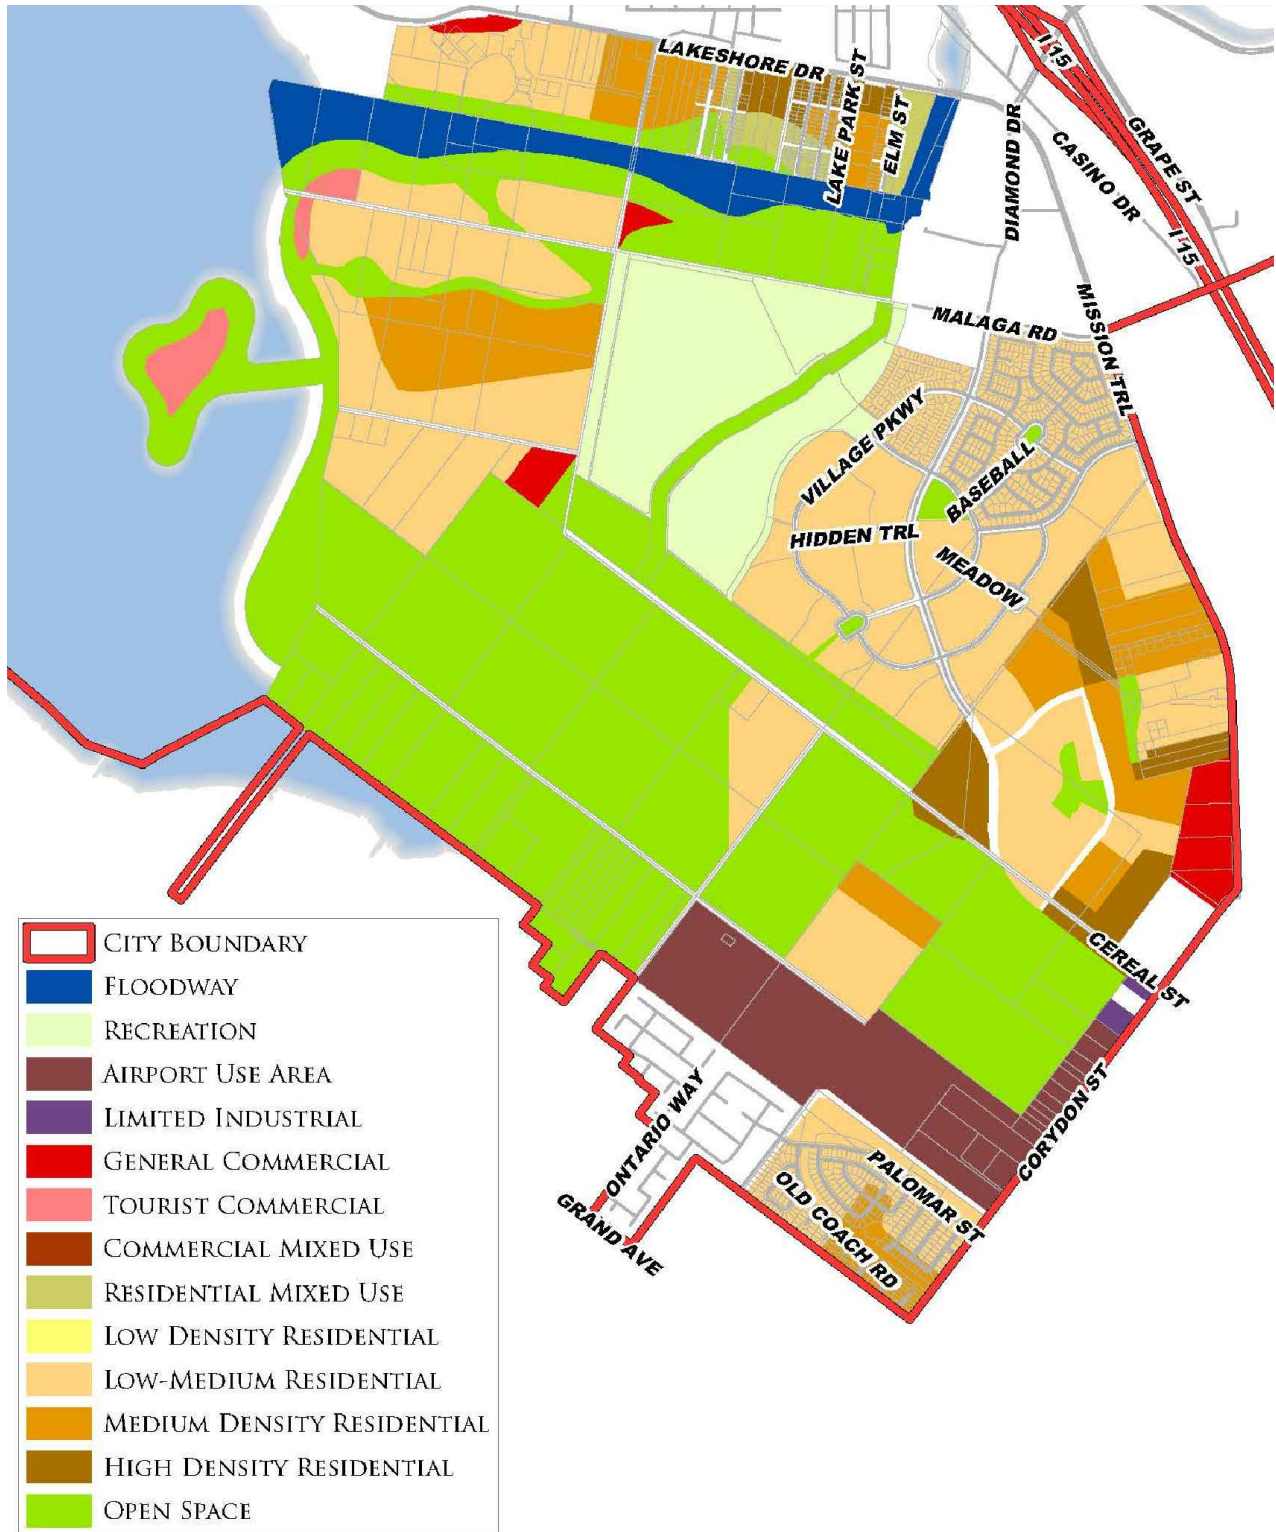 I 15
LAKESHORE DR
LAKE PARK ST
ELM ST
DIAMOND DR
GRAPE ST
CASINO DR
I 15
MISSION TRL
MALAGA RD
VILLAGE PKWY
BASEBALL
HIDDEN TRL
MEADOW
CEREAL ST
CORYDON ST
ONTARIO WAY
GRAND AVE
PALOMAR ST
OLD COACH RD
CITY BOUNDARY
FLOODWAY
RECREATION
AIRPORT USE AREA
LIMITED INDUSTRIAL
GENERAL COMMERCIAL
TOURIST COMMERCIAL
COMMERCIAL MIXED USE
RESIDENTIAL MIXED USE
LOW DENSITY RESIDENTIAL
LOW-MEDIUM RESIDENTIAL
MEDIUM DENSITY RESIDENTIAL
HIGH DENSITY RESIDENTIAL
OPEN SPACE